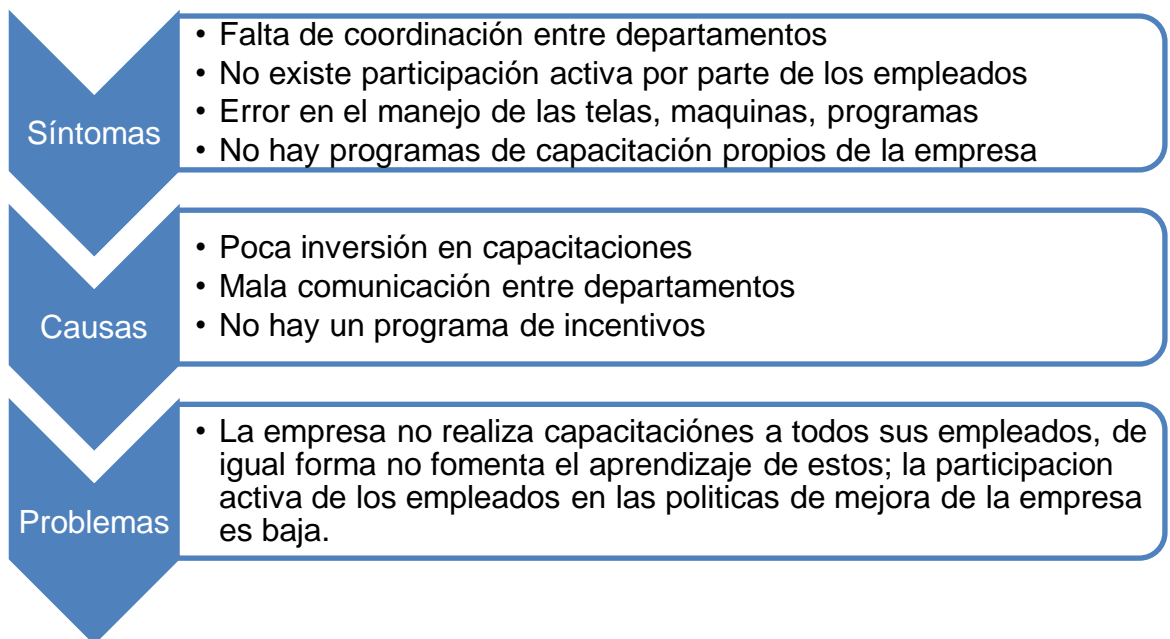 Síntomas
• Falta de coordinación entre departamentos
• No existe participación activa por parte de los empleados
• Error en el manejo de las telas, maquinas, programas
• No hay programas de capacitación propios de la empresa
Causas
• Poca inversión en capacitaciones
• Mala comunicación entre departamentos
• No hay un programa de incentivos
Problemas
• La empresa no realiza capacitaciónes a todos sus empleados, de
igual forma no fomenta el aprendizaje de estos; la participacion
activa de los empleados en las politicas de mejora de la empresa
es baja.